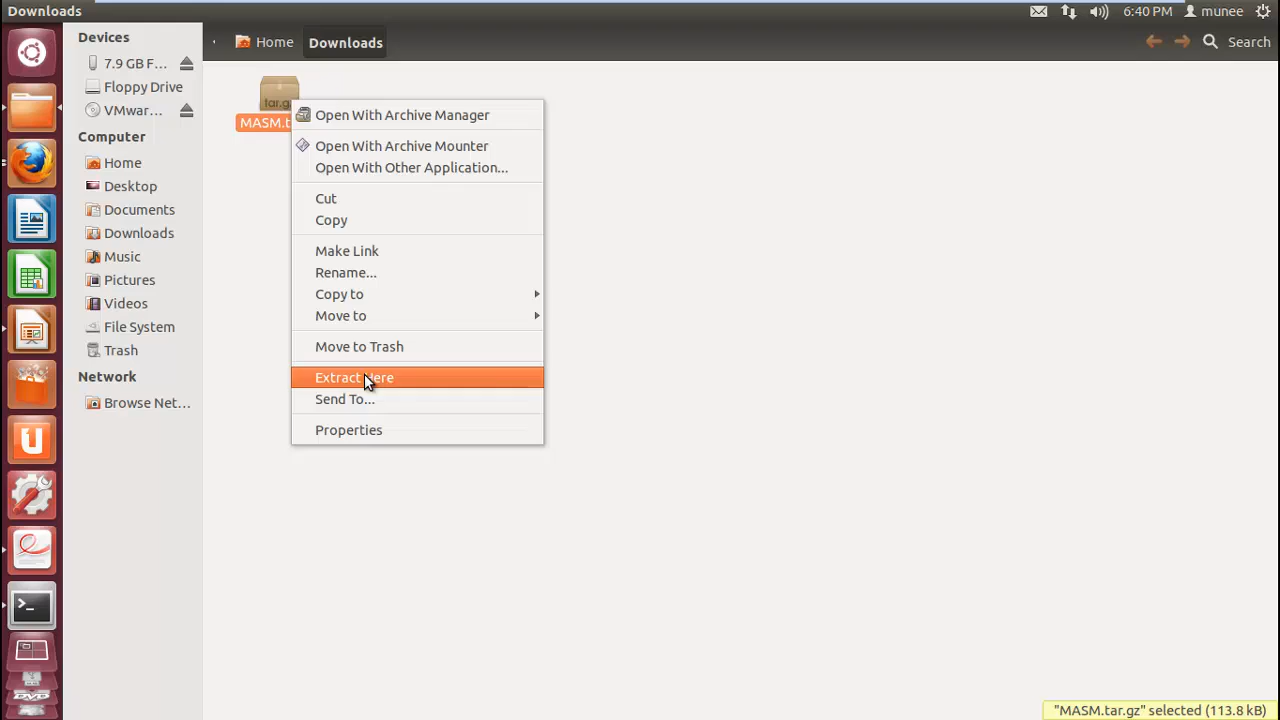 Downloads
6:40 PM
munee
Devices
7.9 GB F...
Floppy Drive
VMwar...
Computer
Home
Desktop
Documents
Downloads
Music
Pictures
Videos
File System
Trash
Network
Browse Net...
Home
Downloads
Search
tar.g
MASM.t
Open With Archive Manager
Open With Archive Mounter
Open With Other Application...
Cut
Copy
Make Link
Rename...
Copy to
Move to
Move to Trash
Extract Here
Send To...
Properties
"MASM.tar.gz" selected (113.8 kB)
>_
DVD